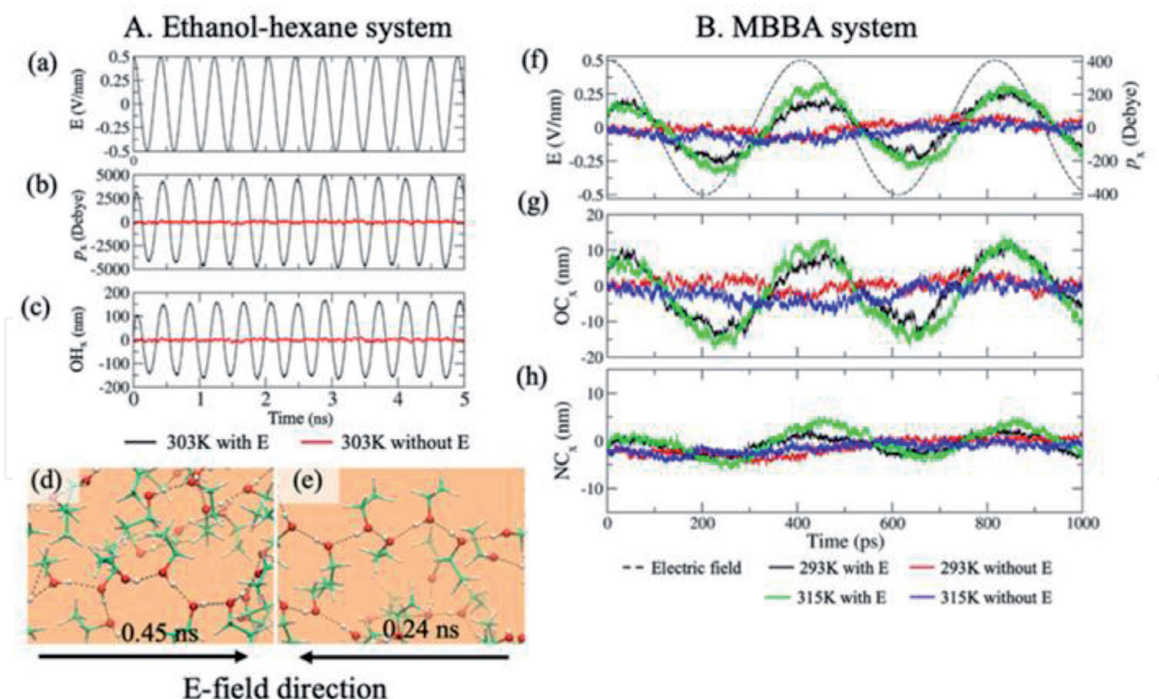 A. Ethanol-hexane system
(a)
E (V/nm)
0.5
0.25
0
-0.25
-0.5
0
(b)
pₓ (Debye)
5000
2500
0
-2500
-5000
(c)
OHₓ (nm)
200
100
0
-100
-200
0 1 2 3 4 5
Time (ns)
303K with E 303K without E
(d) (e)
0.45 ns 0.24 ns
E-field direction
B. MBBA system
(f)
E (V/nm)
0.5
0.25
0
-0.25
-0.5
400
200
0
-200
-400
pₓ (Debye)
(g)
OCₓ (nm)
20
10
0
-10
-20
(h)
NCₓ (nm)
10
0
-10
0 200 400 600 800 1000
Time (ps)
Electric field 293K with E 293K without E
315K with E 315K without E